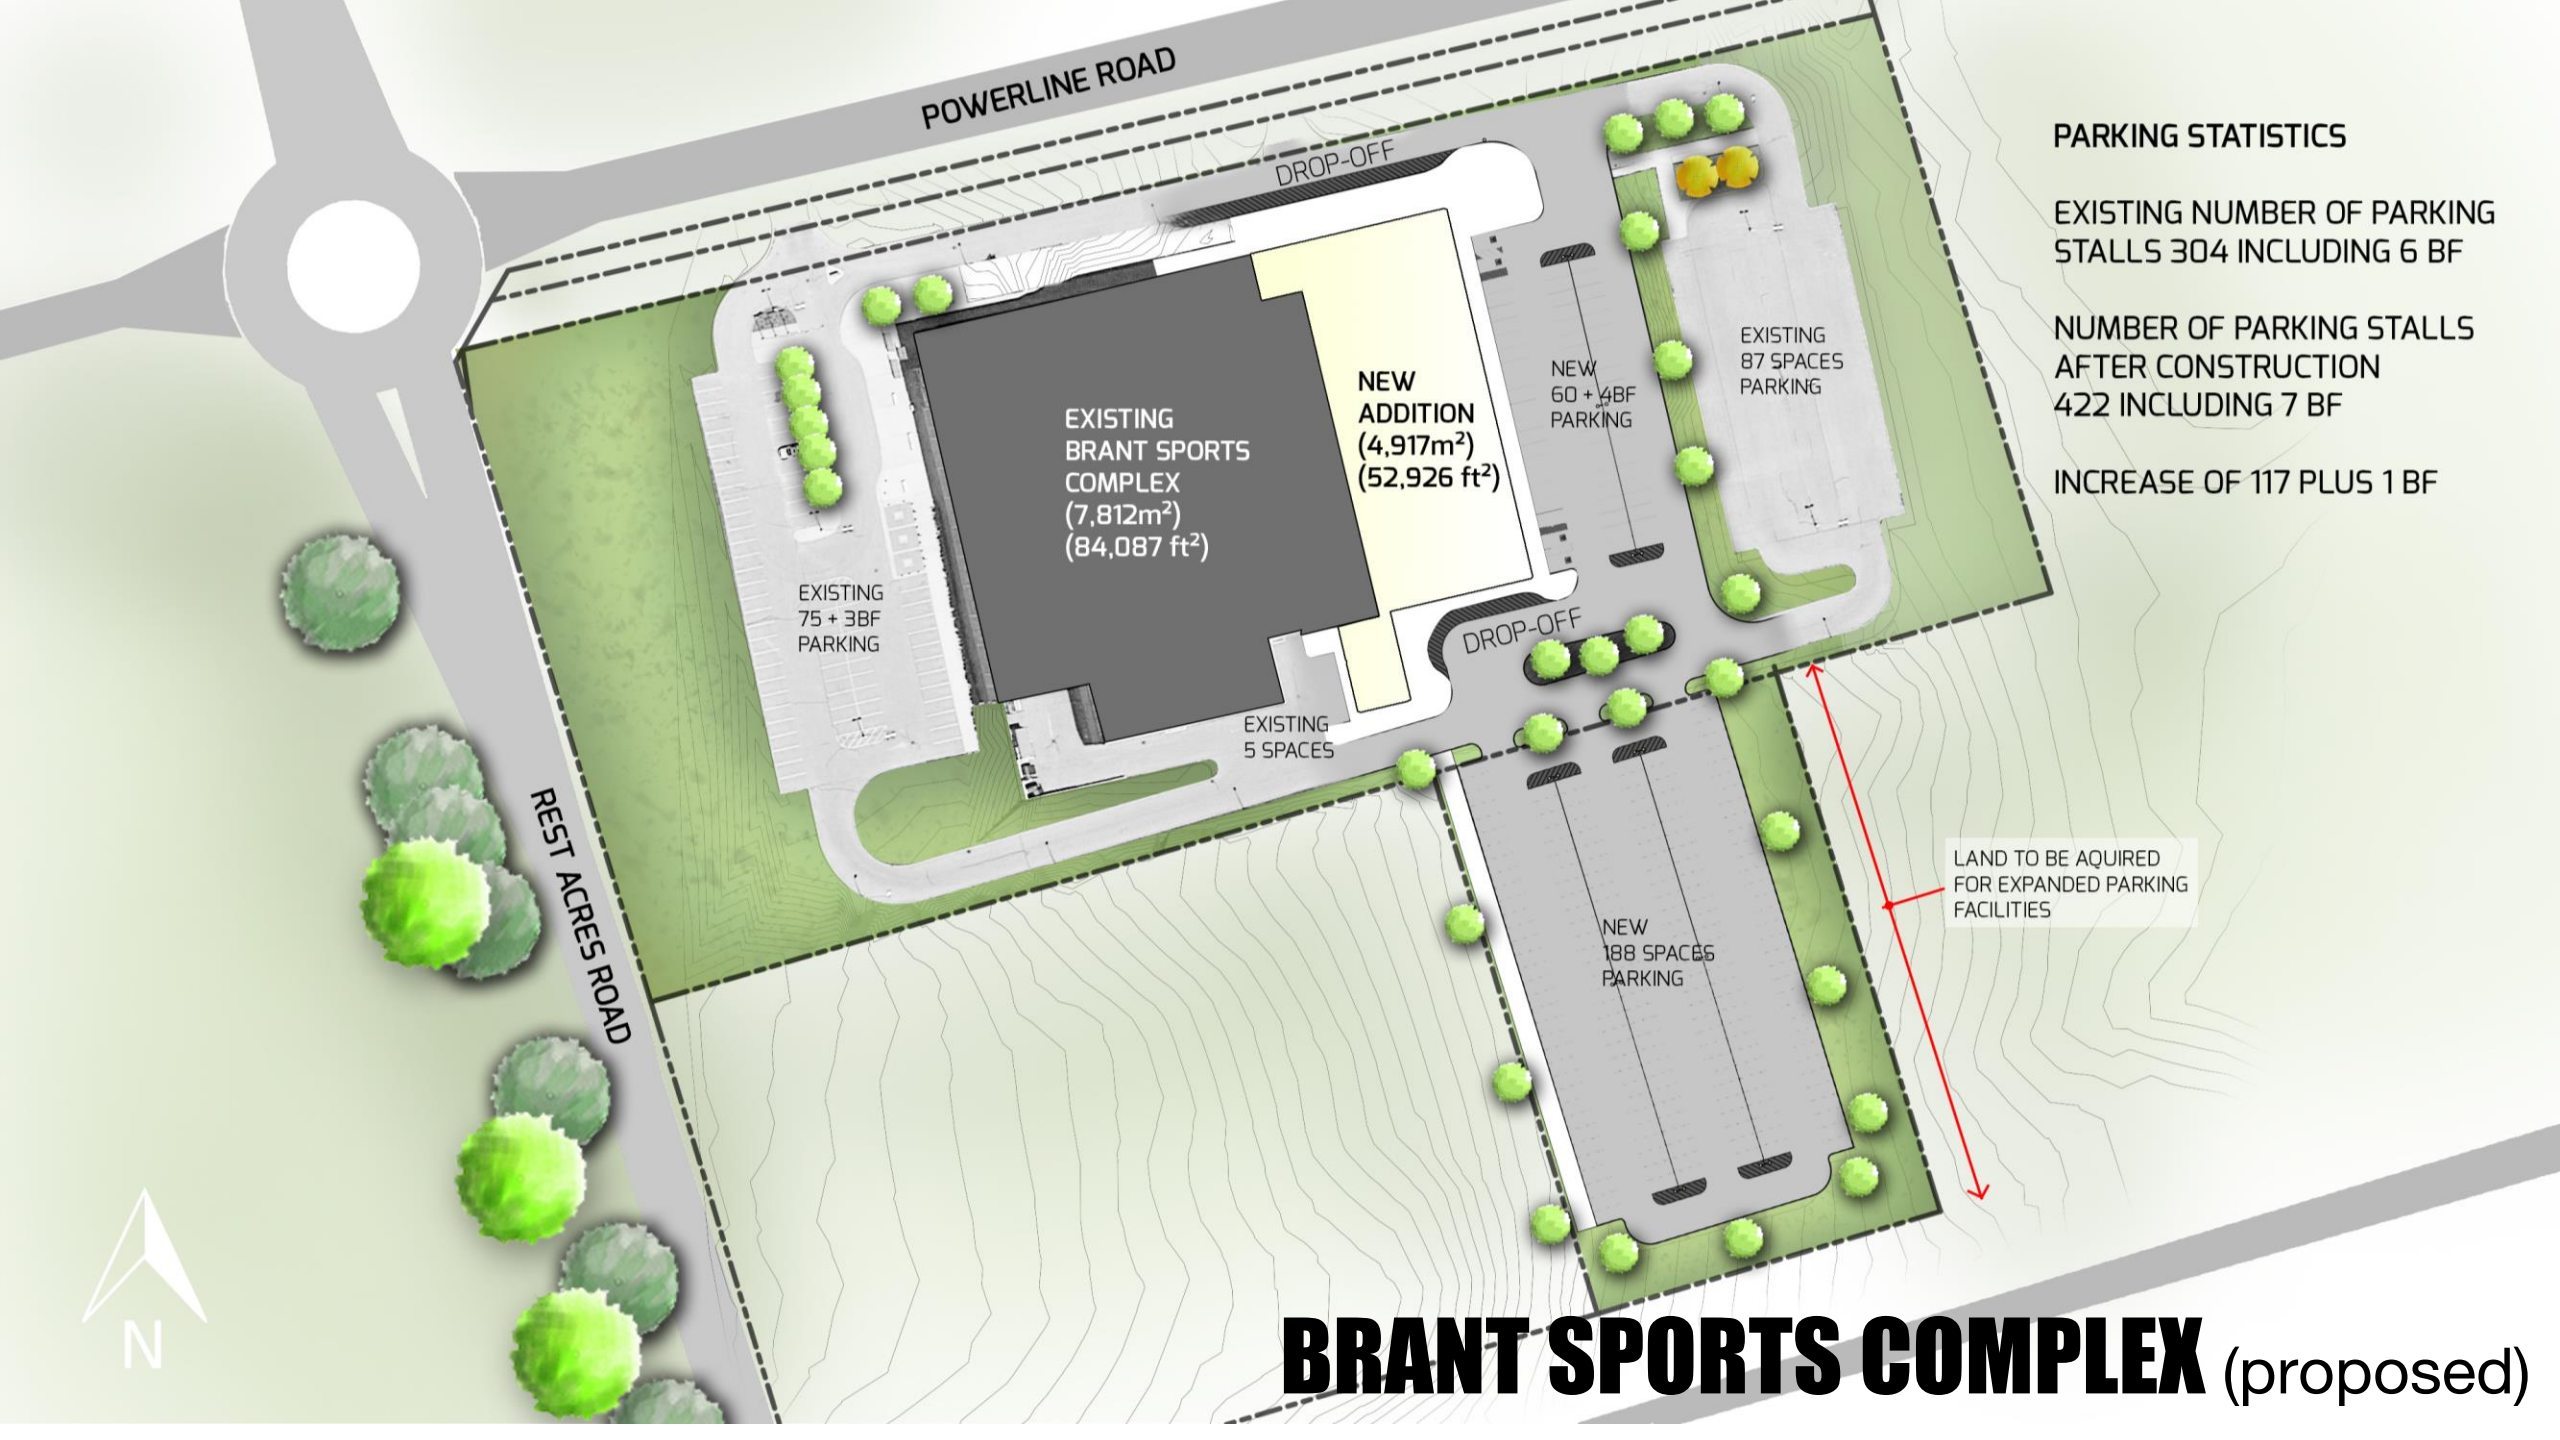 POWERLINE ROAD
DROP-OFF
PARKING STATISTICS
EXISTING NUMBER OF PARKING
STALLS 304 INCLUDING 6 BF
NUMBER OF PARKING STALLS
AFTER CONSTRUCTION
422 INCLUDING 7 BF
INCREASE OF 117 PLUS 1 BF
EXISTING
87 SPACES
PARKING
NEW
60 + 4BF
PARKING
NEW
ADDITION
(4,917m²)
(52,926 ft²)
EXISTING
BRANT SPORTS
COMPLEX
(7,812m²)
(84,087 ft²)
EXISTING
75 + 3BF
PARKING
DROP-OFF
EXISTING
5 SPACES
REST ACRES ROAD
LAND TO BE AQUIRED
FOR EXPANDED PARKING
FACILITIES
NEW
188 SPACES
PARKING
N
BRANT SPORTS COMPLEX (proposed)